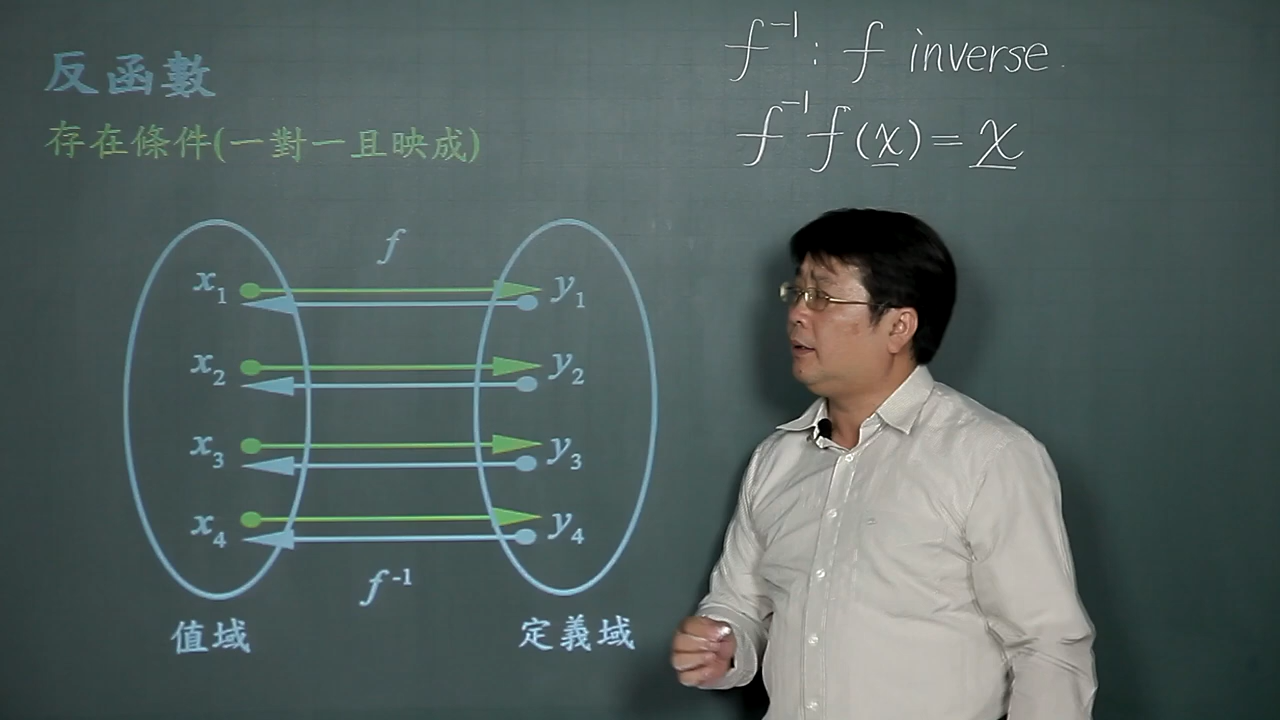 反函數
存在條件(一對一且映成)
f⁻¹ : f inverse
f⁻¹f(x) = x
f
x₁ y₁
x₂ y₂
x₃ y₃
x₄ y₄
f⁻¹
值域 定義域